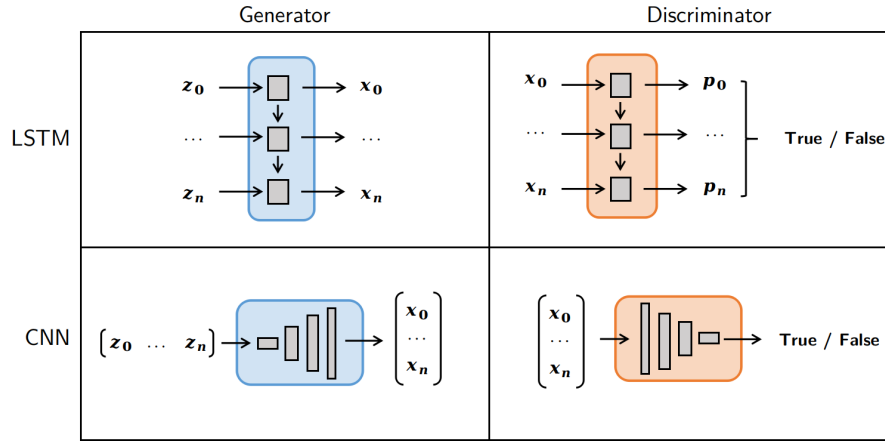 Generator Discriminator
LSTM
z₀ x₀ x₀ p₀
... ... ... ... True / False
zₙ xₙ xₙ pₙ
CNN
[z₀ ... zₙ]
x₀
...
xₙ
x₀
...
xₙ
True / False